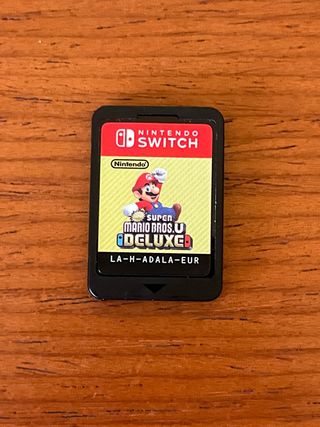 NINTENDO
SWITCH
Nintendo
SUPER
MARIO BROS.U
DELUXE
LA-H-ADALA-EUR